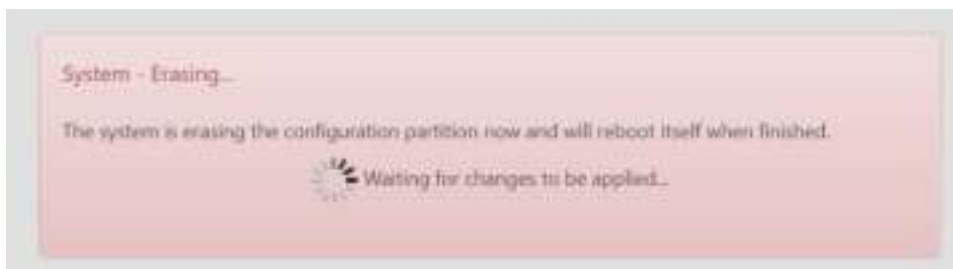 System - Erasing...
The system is erasing the configuration partition now and will reboot itself when finished.
Waiting for changes to be applied...